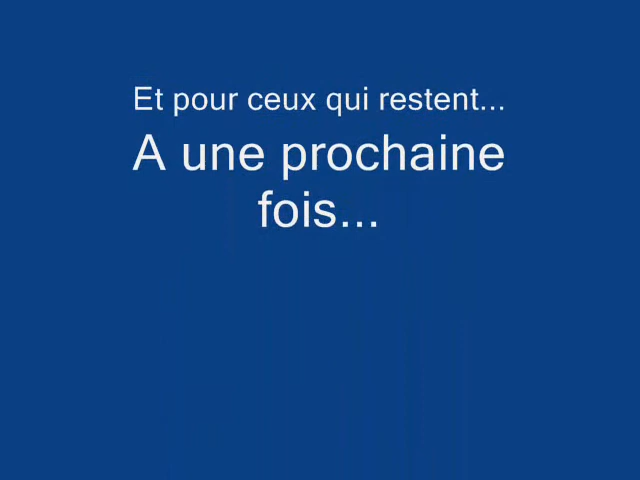 Et pour ceux qui restent...
A une prochaine
fois...